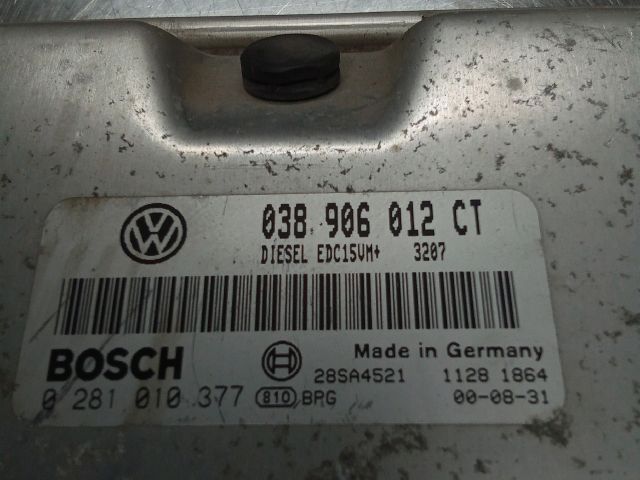 038 906 012 CT
DIESEL EDC15VM+ 3207
BOSCH
Made in Germany
28SA4521 1128 1864
0 281 010 377 810 BRG 00-08-31